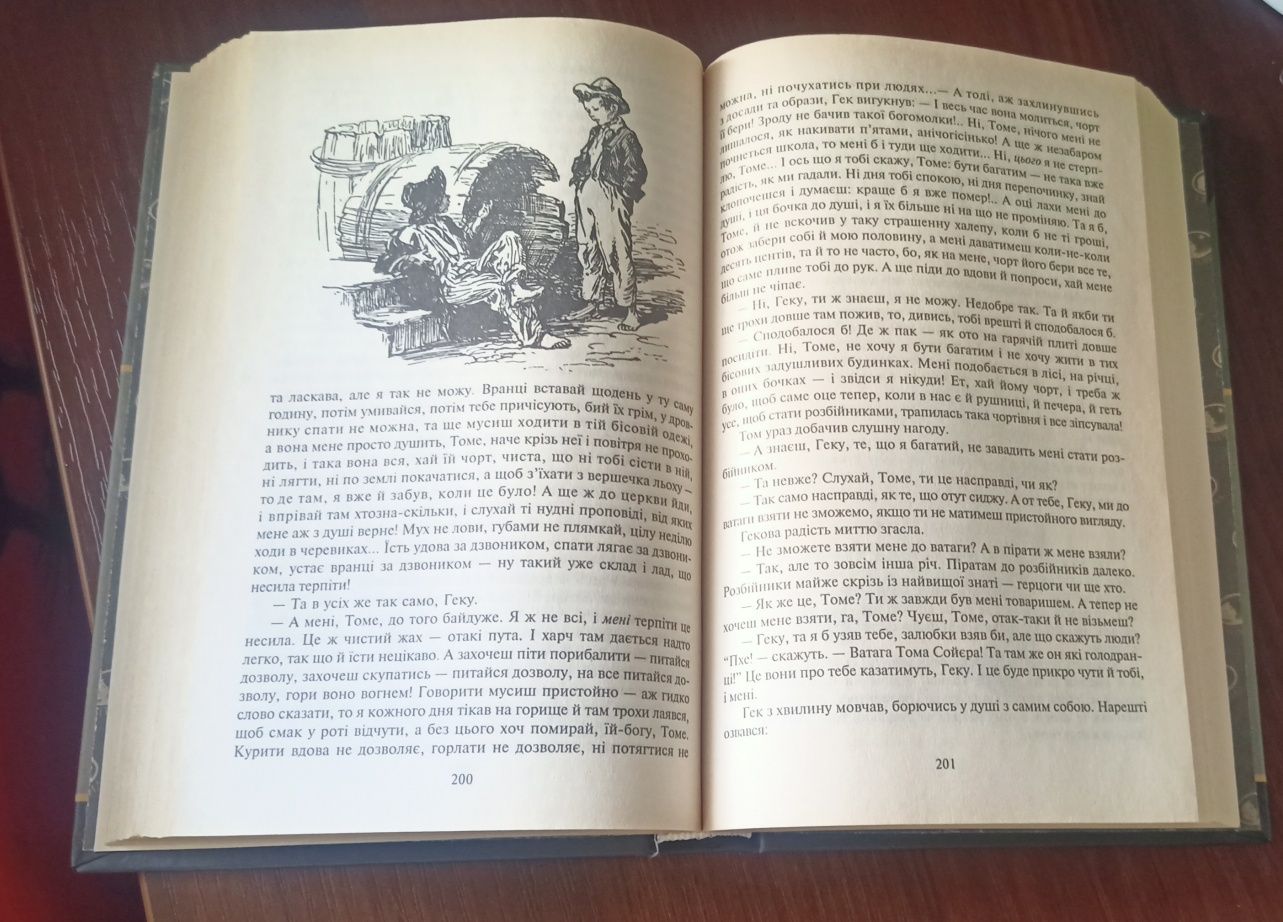 та ласкава, але я так не можу. Вранці вставай щодень у ту саму
годину, потім умивайся, потім тебе причісують, бий їх грім, у дров-
нику спати не можна, та ще мусиш ходити в тій бісовій одежі,
а вона мене просто душить, Томе, наче крізь неї і повітря не прохо-
дить, і така вона вся, хай їй чорт, чиста, що ні тобі сісти в ній,
ні лягти, ні по землі покачатися, а щоб з’їхати з вершечка льоху –
то де там, я вже й забув, коли це було! А ще ж до церкви йди,
і впрівай там хтозна-скільки, і слухай ті нудні проповіді, від яких
мене аж з душі верне! Мух не лови, губами не плямкай, цілу неділю
ходи в черевиках... Їсть удова за дзвоником, спати лягає за дзвони-
ком, устає вранці за дзвоником — ну такий уже склад і лад, що
несила терпіти!
— Та в усіх же так само, Геку.
— А мені, Томе, до того байдуже. Я ж не всі, і мені терпіти це
несила. Це ж чистий жах — отакі пута. І харч там дається надто
легко, так що й їсти нецікаво. А захочеш піти порибалити — питайся
дозволу, захочеш скупатись — питайся дозволу, на все питайся до-
зволу, гори воно вогнем! Говорити мусиш пристойно — аж гидко
слово сказати, то я кожного дня тікав на горище й там трохи лаявся,
щоб смак у роті відчути, а без цього хоч помирай, їй-богу, Томе.
Курити вдова не дозволяє, горлати не дозволяє, ні потягтися не
200
можна, ні почухатись при людях...— А тоді, аж захлинувшись
з досади та образи, Гек вигукнув: — І весь час вона молиться, чорт
її бери! Зроду не бачив такої богомолки!.. Ні, Томе, нічого мені не
лишалося, як накивати п’ятами, анічогісінько! А ще ж незабаром
почнеться школа, то мені б і туди ще ходити... Ні, цього я не стерп-
лю, Томе... І ось що я тобі скажу, Томе: бути багатим — не така вже
радість, як ми гадали. Ні дня тобі спокою, ні дня перепочинку, знай
клопочешся і думаєш: краще б я вже помер!.. А оці лахи мені до
душі, і ця бочка до душі, і я їх більше ні на що не проміняю. Та я б,
Томе, й не вскочив у таку страшенну халепу, коли б не ті гроші,
отож забери собі й мою половину, а мені даватимеш коли-не-коли
десять центів, та й то не часто, бо, як на мене, чорт його бери все те,
що саме пливе тобі до рук. А ще піди до вдови й попроси, хай мене
більш не чіпає.
— Ні, Геку, ти ж знаєш, я не можу. Недобре так. Та й якби ти
ще трохи довше там пожив, то, дивись, тобі врешті й сподобалося б.
— Сподобалося б! Де ж пак — як ото на гарячій плиті довше
посидіти. Ні, Томе, не хочу я бути багатим і не хочу жити в тих
бісових задушливих будинках. Мені подобається в лісі, на річці,
в оцих бочках — і звідси я нікуди! Ет, хай йому чорт, і треба ж
було, щоб саме оце тепер, коли в нас є й рушниці, й печера, й геть
усе, щоб стати розбійниками, трапилась така чортівня і все зіпсувала!
Том ураз добачив слушну нагоду.
— А знаєш, Геку, те, що я багатий, не завадить мені стати роз-
бійником.
— Та невже? Слухай, Томе, ти це насправді, чи як?
— Так само насправді, як те, що отут сиджу. А от тебе, Геку, ми до
ватаги взяти не зможемо, якщо ти не матимеш пристойного вигляду.
Гекова радість миттю згасла.
— Не зможете взяти мене до ватаги? А в пірати ж мене взяли?
— Так, але то зовсім інша річ. Піратам до розбійників далеко.
Розбійники майже скрізь із найвищої знаті — герцоги чи ще хто.
— Як же це, Томе? Ти ж завжди був мені товаришем. А тепер не
хочеш мене взяти, га, Томе? Чуєш, Томе, отак-таки й не візьмеш?
— Геку, та я б узяв тебе, залюбки взяв би, але що скажуть люди?
“Пхе! — скажуть. — Ватага Тома Сойєра! Та там же он які голодран-
ці!” Це вони про тебе казатимуть, Геку. І це буде прикро чути й тобі,
і мені.
Гек з хвилину мовчав, борючись у душі з самим собою. Нарешті
озвався:
201